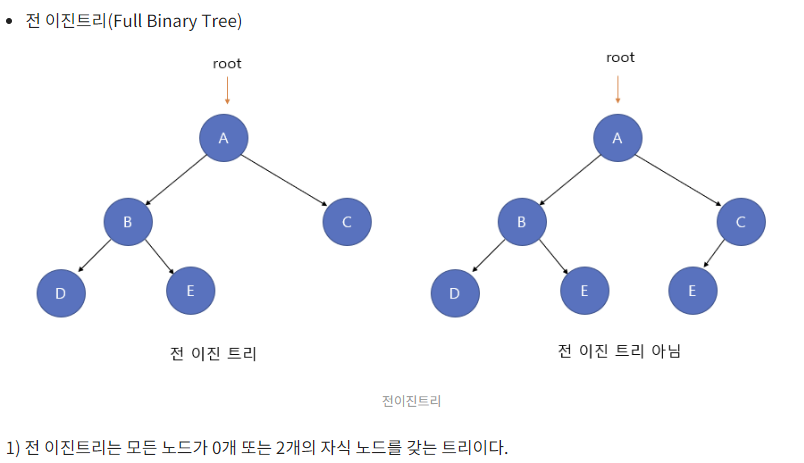 • 전 이진트리(Full Binary Tree)
root
A
B
C
D
E
전 이진 트리
root
A
B
C
D
E
E
전 이진 트리 아님
전이진트리
1) 전 이진트리는 모든 노드가 0개 또는 2개의 자식 노드를 갖는 트리이다.